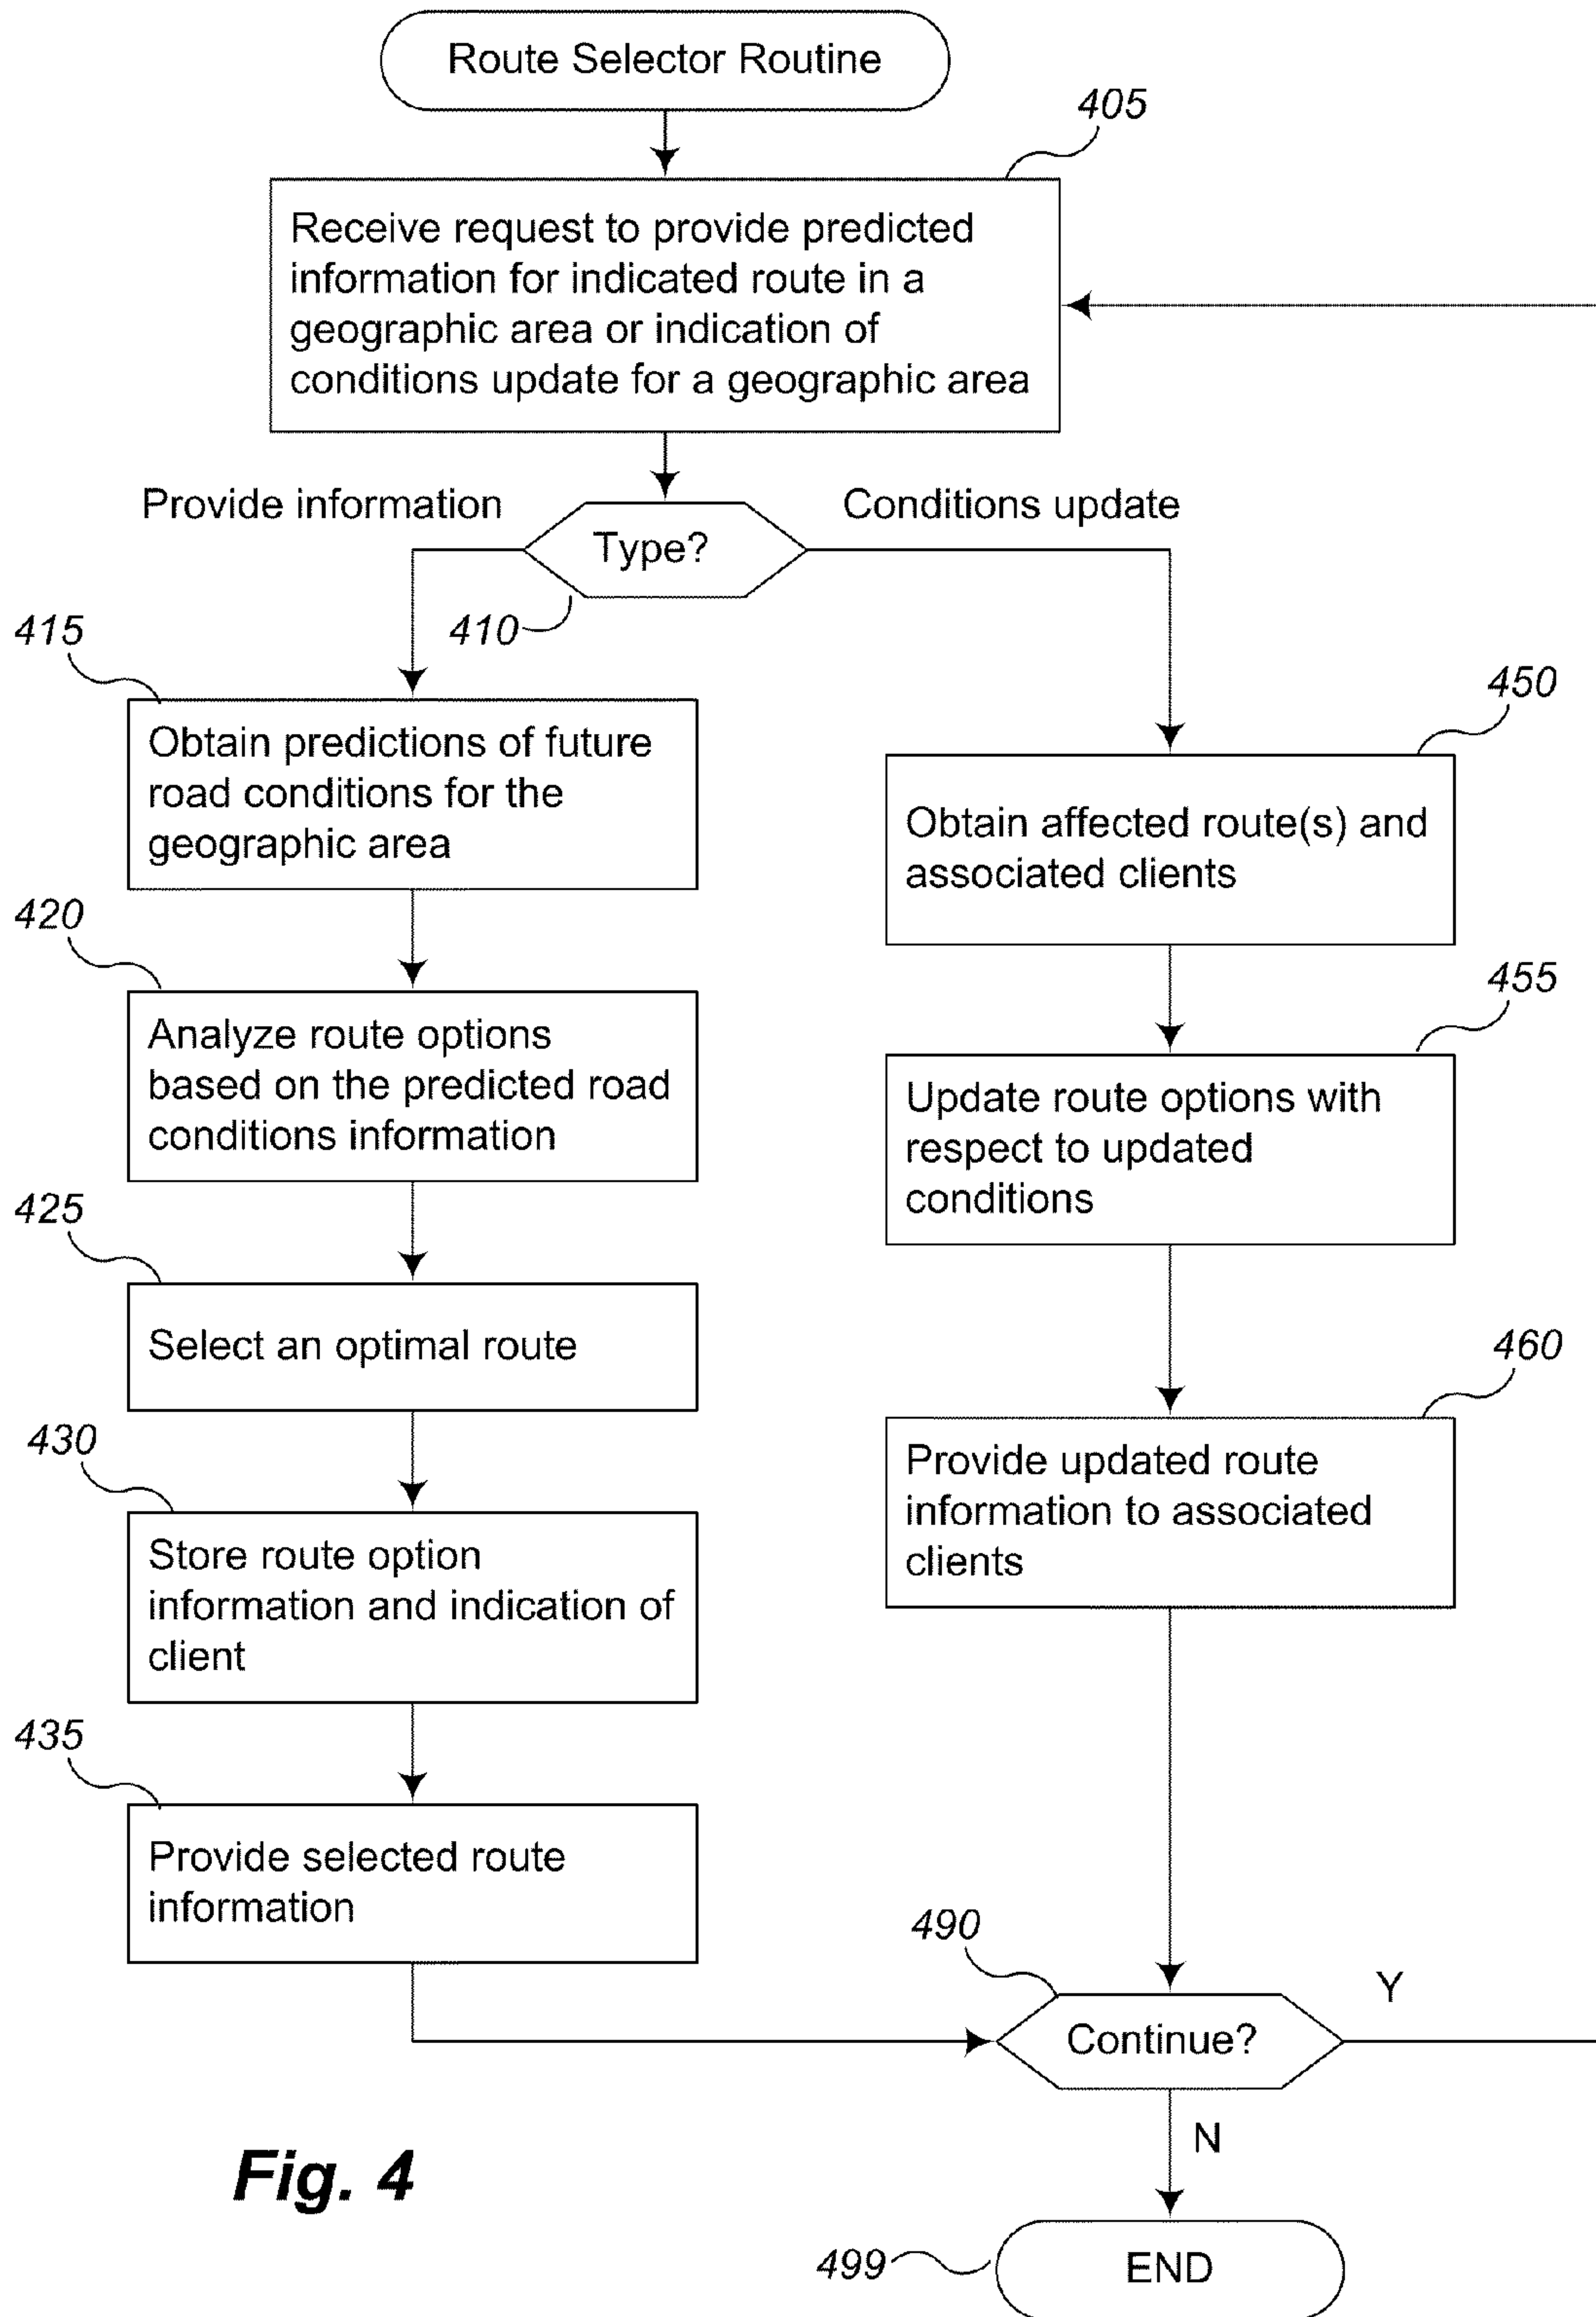 Route Selector Routine
405
Receive request to provide predicted
information for indicated route in a
geographic area or indication of
conditions update for a geographic area
Provide information
Conditions update
Type?
410
415
Obtain predictions of future
road conditions for the
geographic area
420
Analyze route options
based on the predicted road
conditions information
425
Select an optimal route
430
Store route option
information and indication of
client
435
Provide selected route
information
450
Obtain affected route(s) and
associated clients
455
Update route options with
respect to updated
conditions
460
Provide updated route
information to associated
clients
490
Continue?
Y
N
499
END
Fig. 4